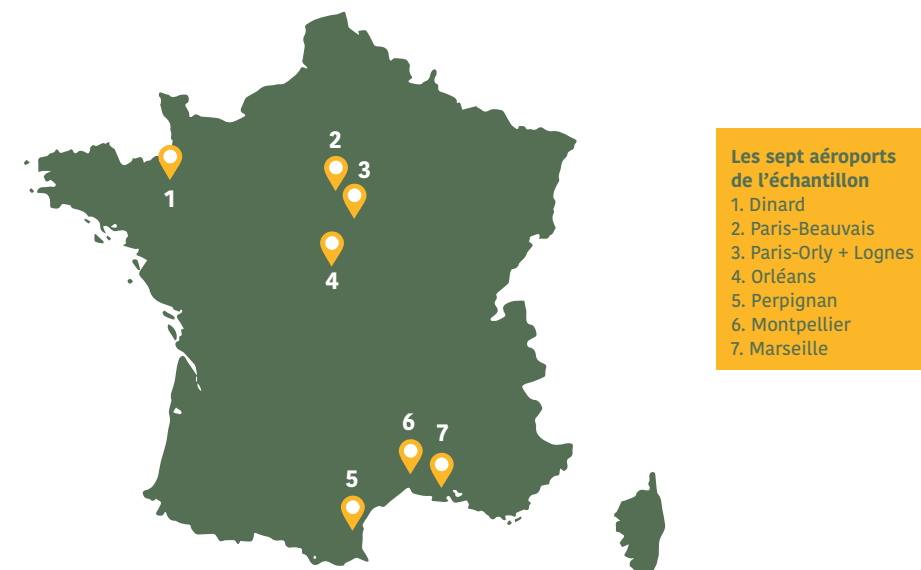 2
3
1
4
6
7
5
Les sept aéroports
de l'échantillon
1. Dinard
2. Paris-Beauvais
3. Paris-Orly + Lognes
4. Orléans
5. Perpignan
6. Montpellier
7. Marseille